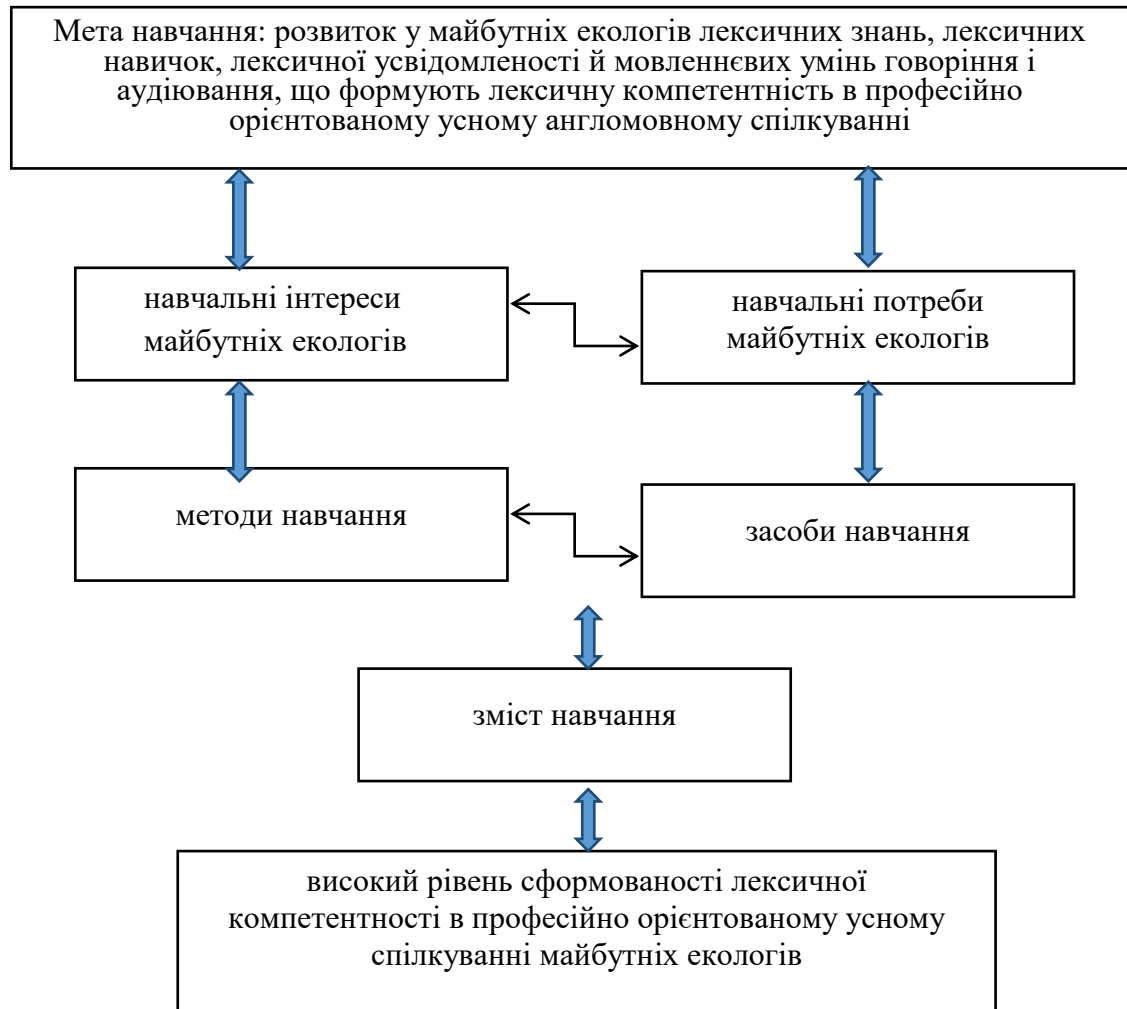 Мета навчання: розвиток у майбутніх екологів лексичних знань, лексичних
навичок, лексичної усвідомленості й мовленнєвих умінь говоріння і
аудіювання, що формують лексичну компетентність в професійно
орієнтованому усному англомовному спілкуванні
навчальні інтереси
майбутніх екологів
навчальні потреби
майбутніх екологів
методи навчання
засоби навчання
зміст навчання
високий рівень сформованості лексичної
компетентності в професійно орієнтованому усному
спілкуванні майбутніх екологів